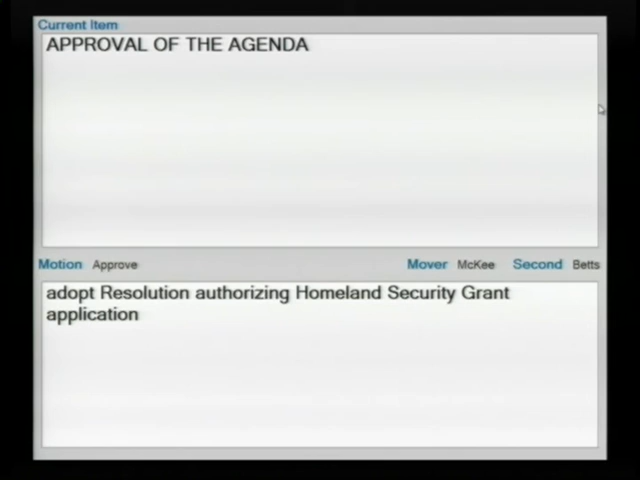 Current Item
APPROVAL OF THE AGENDA
Motion Approve Mover McKee Second Betts
adopt Resolution authorizing Homeland Security Grant
application